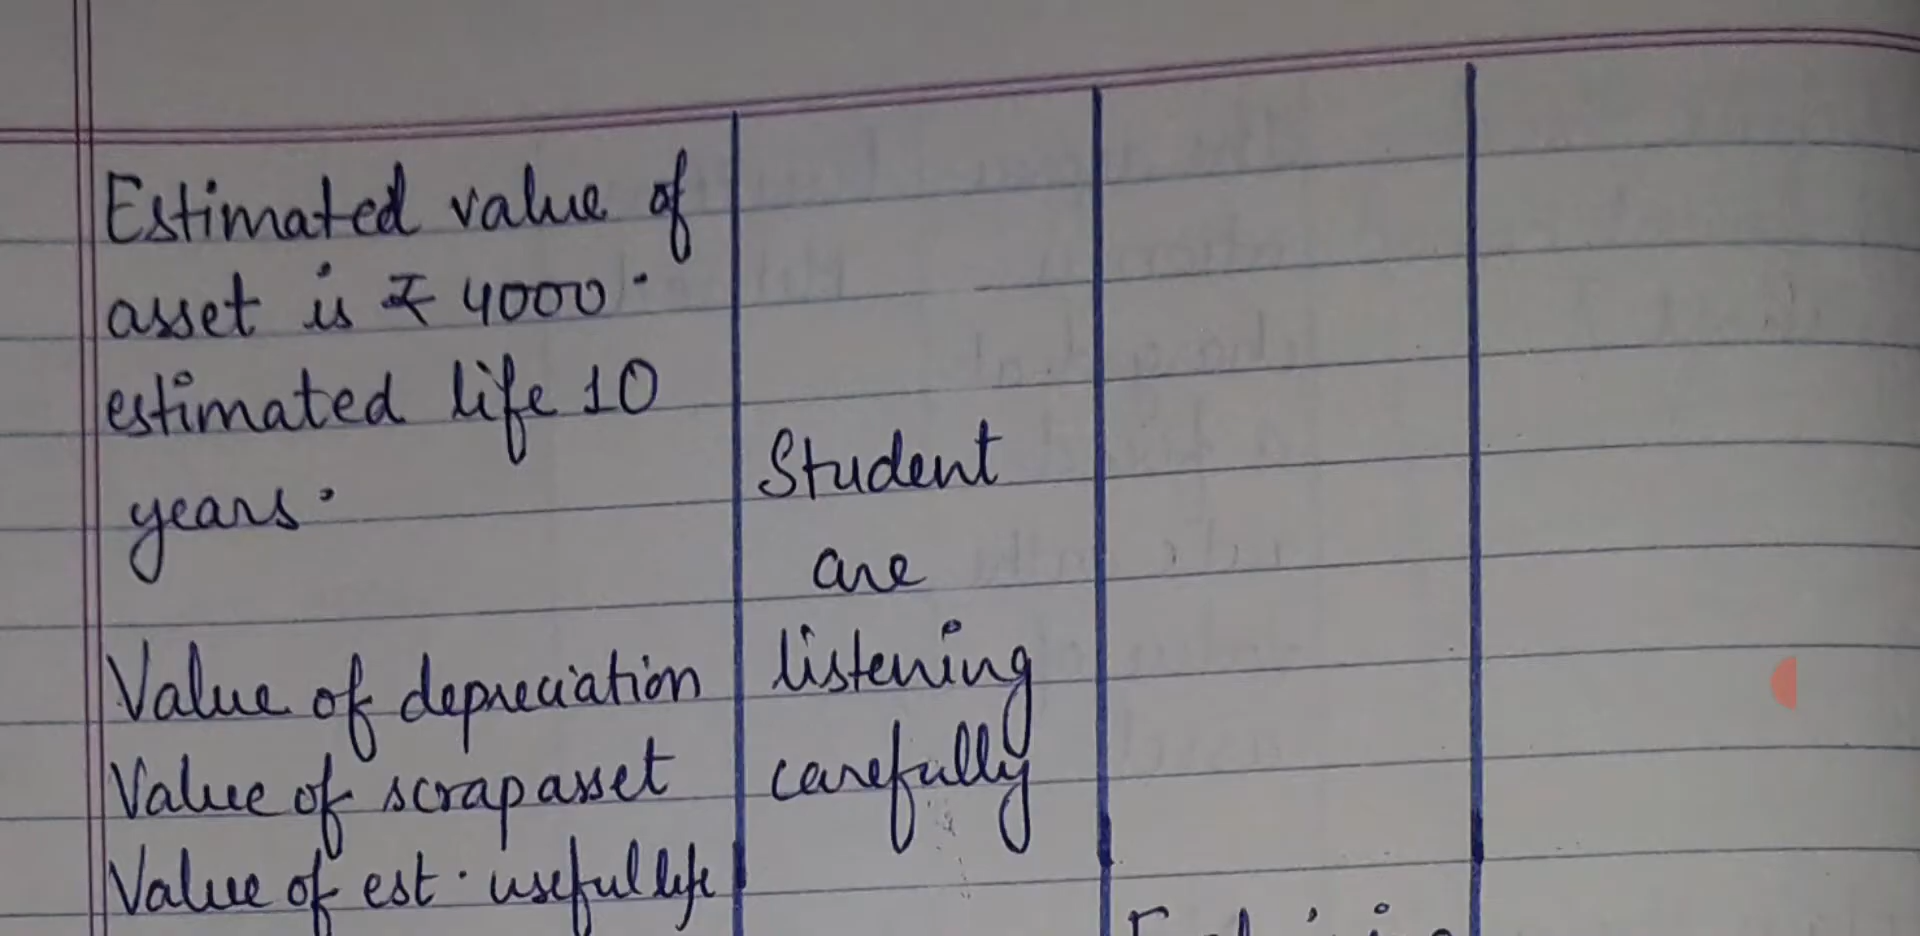 Estimated value of
asset is ₹ 4000.
estimated life 10
years.
Value of depreciation
Value of scrap asset
Value of est. useful life
Student
are
listening
carefully